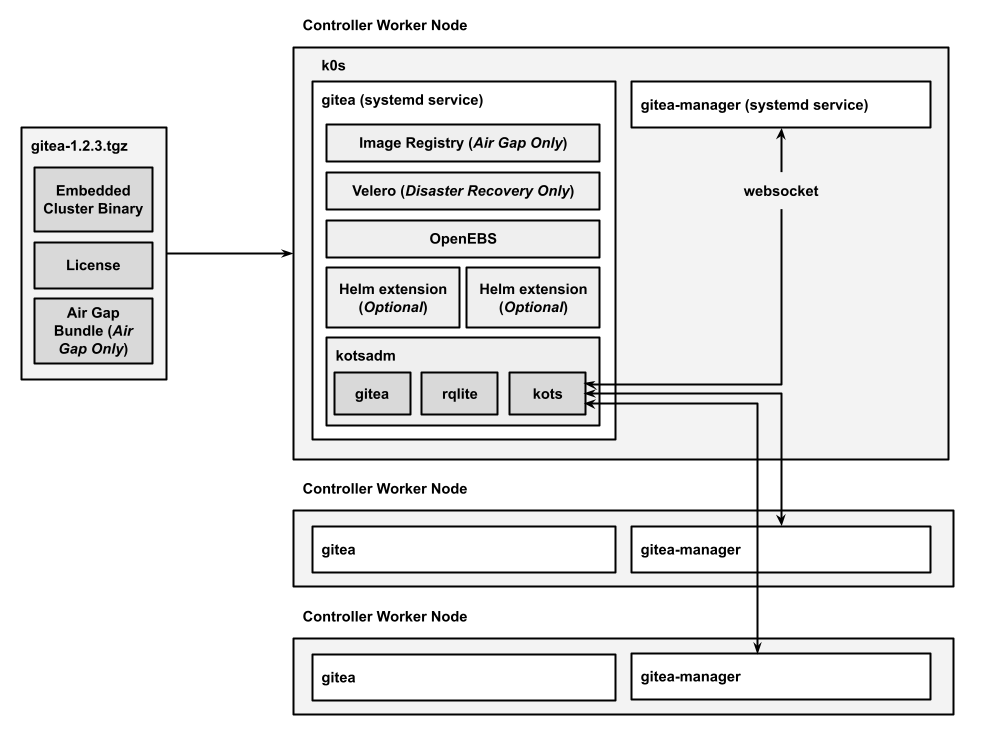 Controller Worker Node
gitea-1.2.3.tgz
Embedded
Cluster Binary
License
Air Gap
Bundle (Air
Gap Only)
k0s
gitea (systemd service)
Image Registry (Air Gap Only)
Velero (Disaster Recovery Only)
OpenEBS
Helm extension
(Optional)
Helm extension
(Optional)
kotsadm
gitea
rqlite
kots
gitea-manager (systemd service)
websocket
Controller Worker Node
gitea
gitea-manager
Controller Worker Node
gitea
gitea-manager